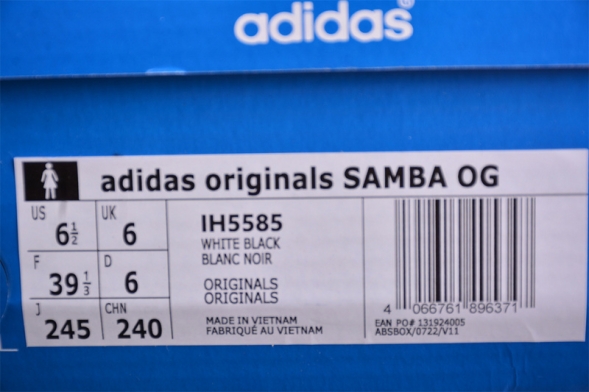 adidas
adidas originals SAMBA OG
US 6½ UK 6
F 39⅓ D 6
J 245 CHN 240
IH5585
WHITE BLACK
BLANC NOIR
ORIGINALS
ORIGINALS
MADE IN VIETNAM
FABRIQUÉ AU VIETNAM
4 066761 896371
EAN PO# 131924005
ABSBOX/0722/V11